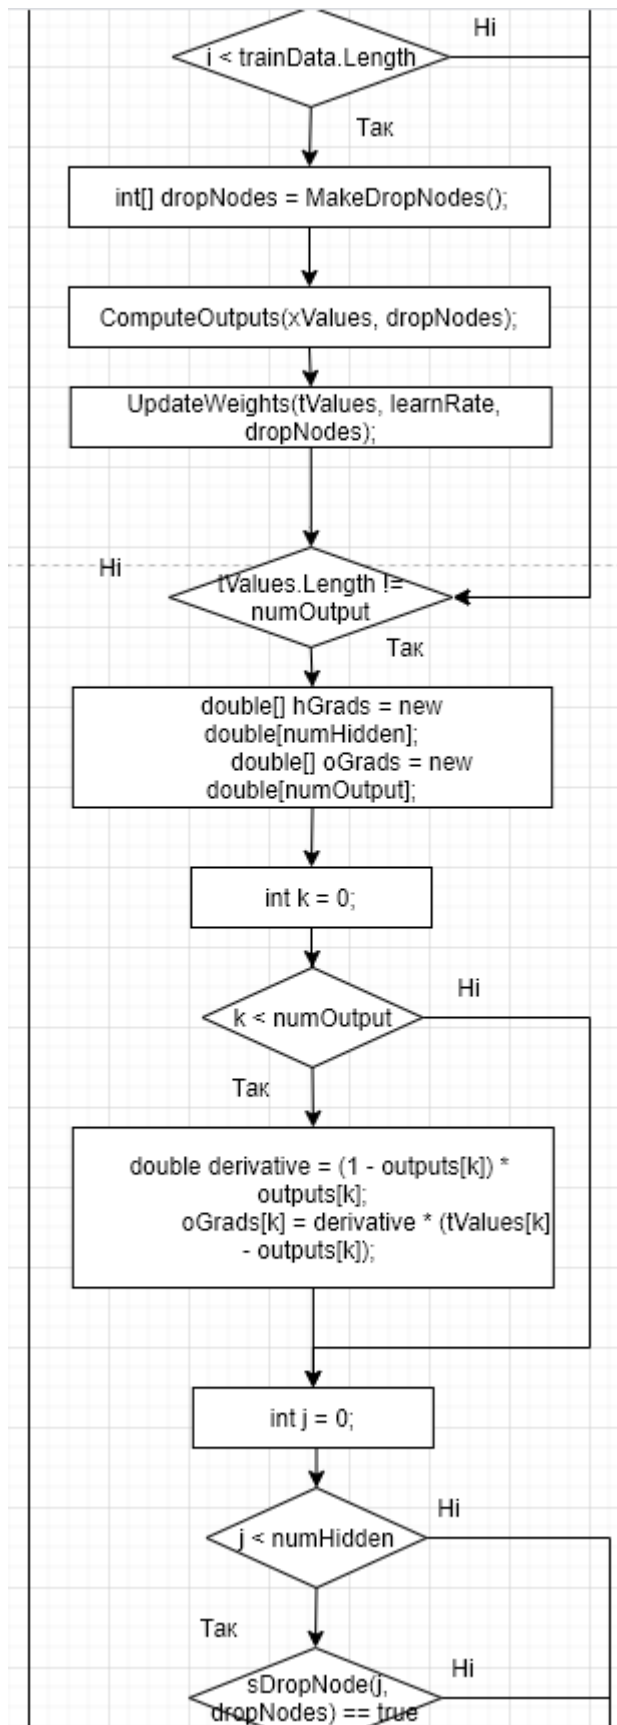 Ні
i < trainData.Length
Так
int[] dropNodes = MakeDropNodes();
ComputeOutputs(xValues, dropNodes);
UpdateWeights(tValues, learnRate,
dropNodes);
Ні
tValues.Length !=
numOutput
Так
double[] hGrads = new
double[numHidden];
double[] oGrads = new
double[numOutput];
int k = 0;
Ні
k < numOutput
Так
double derivative = (1 - outputs[k]) *
outputs[k];
oGrads[k] = derivative * (tValues[k]
- outputs[k]);
int j = 0;
Ні
j < numHidden
Так
Ні
sDropNode(j,
dropNodes) == true